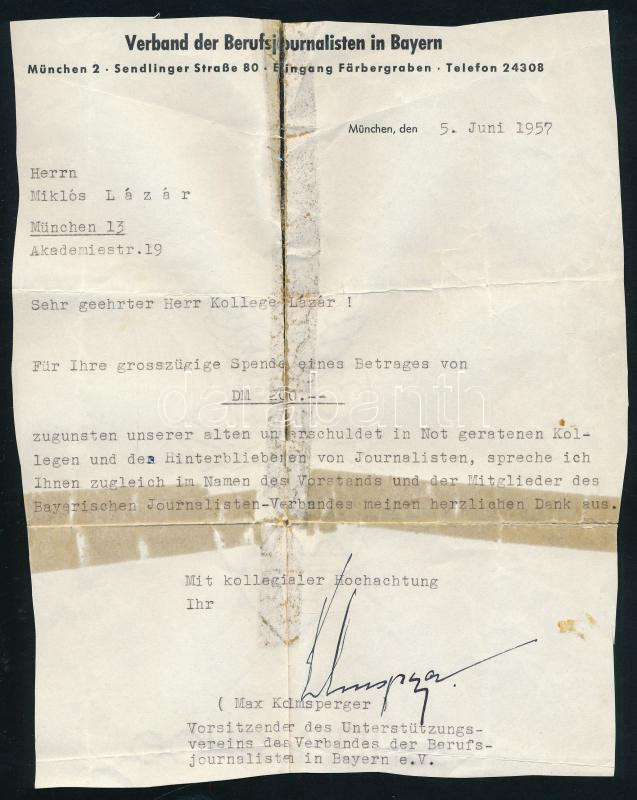 Verband der Berufsjournalisten in Bayern
München 2 · Sendlinger Straße 80 · Eingang Färbergraben · Telefon 24308
München, den 5. Juni 1957
Herrn
Miklós Lázár
München 13
Akademiestr.19
Sehr geehrter Herr Kollege Lázár !
Für Ihre grosszügige Spende eines Betrages von
DM 200.--
zugunsten unserer alten unverschuldet in Not geratenen Kol-
legen und der Hinterbliebenen von Journalisten, spreche ich
Ihnen zugleich im Namen des Vorstands und der Mitglieder des
Bayerischen Journalisten-Verbandes meinen herzlichen Dank aus.
Mit kollegialer Hochachtung
Ihr
( Max Kolmsperger
Vorsitzender des Unterstützungs-
vereins des Verbandes der Berufs-
journalisten in Bayern e.V.
darabanth